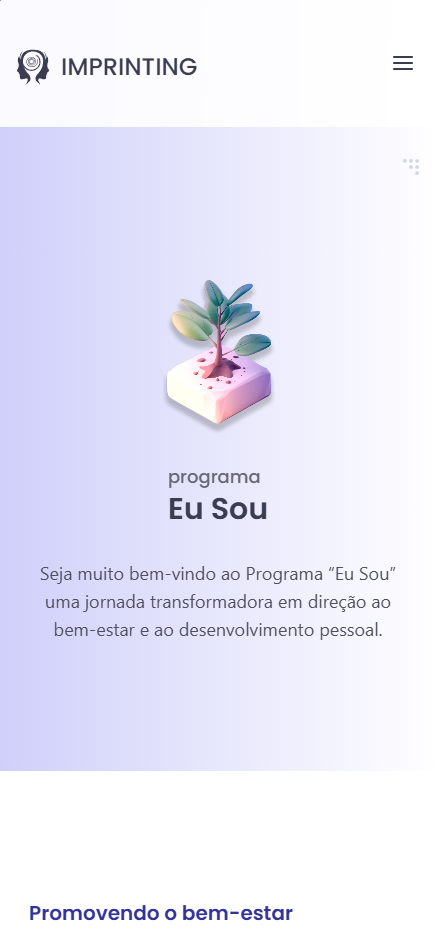 IMPRINTING
programa
Eu Sou
Seja muito bem-vindo ao Programa “Eu Sou”
uma jornada transformadora em direção ao
bem-estar e ao desenvolvimento pessoal.
Promovendo o bem-estar